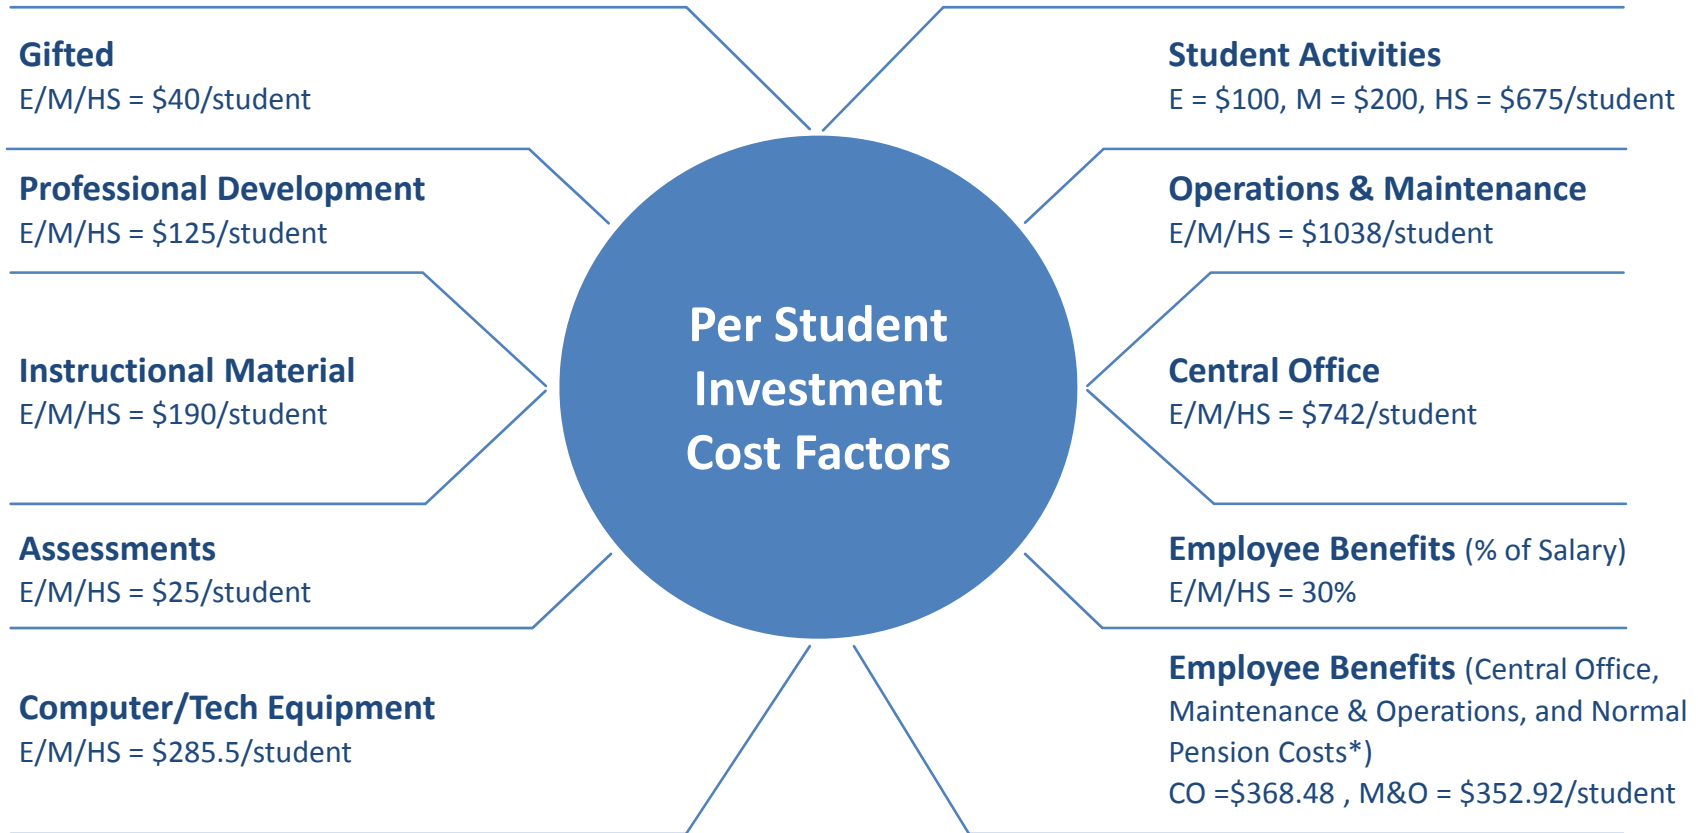 Gifted
E/M/HS = $40/student
Professional Development
E/M/HS = $125/student
Instructional Material
E/M/HS = $190/student
Assessments
E/M/HS = $25/student
Computer/Tech Equipment
E/M/HS = $285.5/student
Per Student
Investment
Cost Factors
Student Activities
E = $100, M = $200, HS = $675/student
Operations & Maintenance
E/M/HS = $1038/student
Central Office
E/M/HS = $742/student
Employee Benefits (% of Salary)
E/M/HS = 30%
Employee Benefits (Central Office,
Maintenance & Operations, and Normal
Pension Costs*)
CO =$368.48 , M&O = $352.92/student